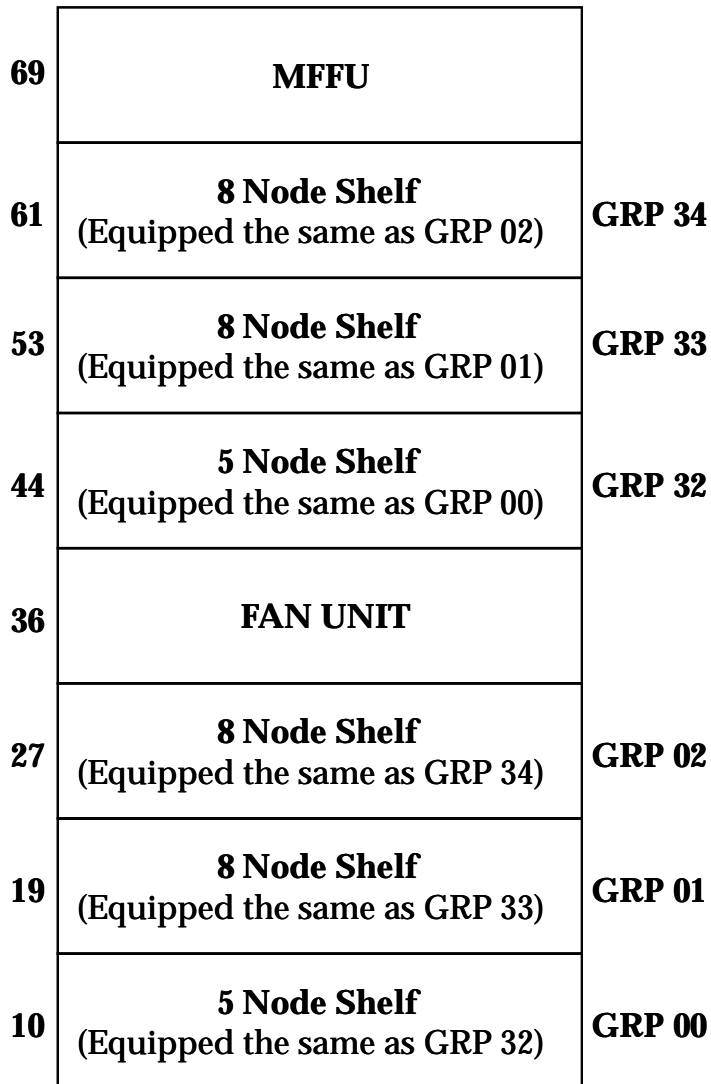 69 MFFU
8 Node Shelf
61 (Equipped the same as GRP 02) GRP 34
8 Node Shelf
53 (Equipped the same as GRP 01) GRP 33
5 Node Shelf
44 (Equipped the same as GRP 00) GRP 32
36 FAN UNIT
8 Node Shelf
27 (Equipped the same as GRP 34) GRP 02
8 Node Shelf
19 (Equipped the same as GRP 33) GRP 01
5 Node Shelf
10 (Equipped the same as GRP 32) GRP 00